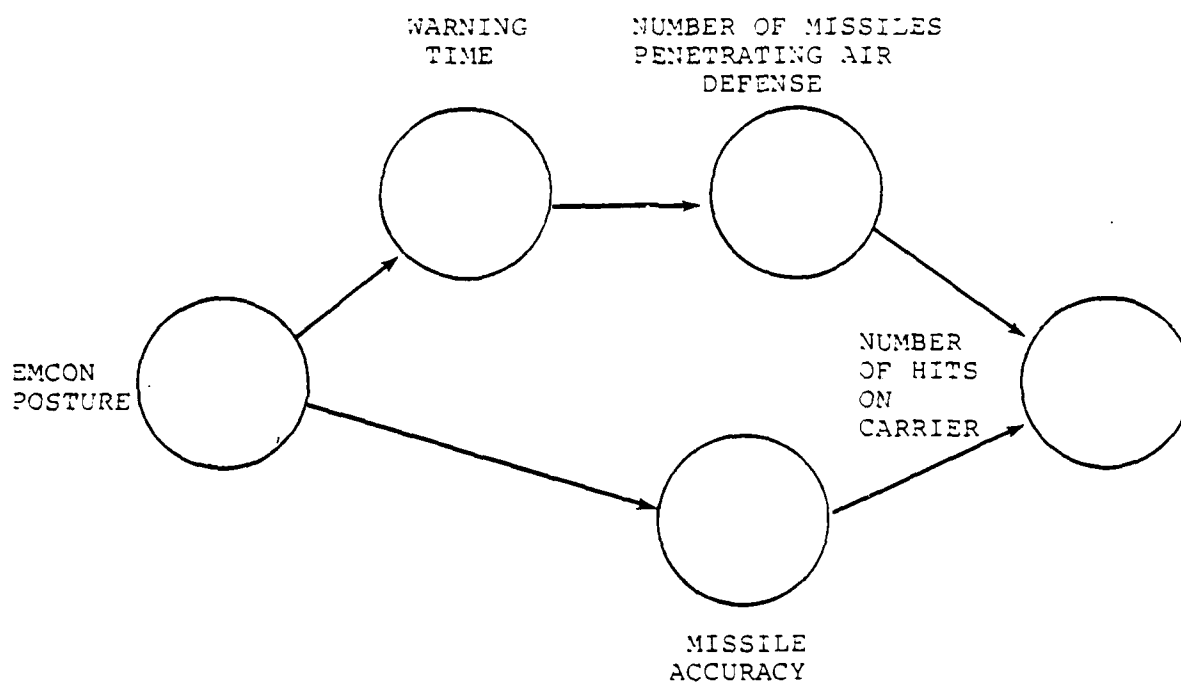 WARNING
TIME
NUMBER OF MISSILES
PENETRATING AIR
DEFENSE
EMCON
POSTURE
NUMBER
OF HITS
ON
CARRIER
MISSILE
ACCURACY